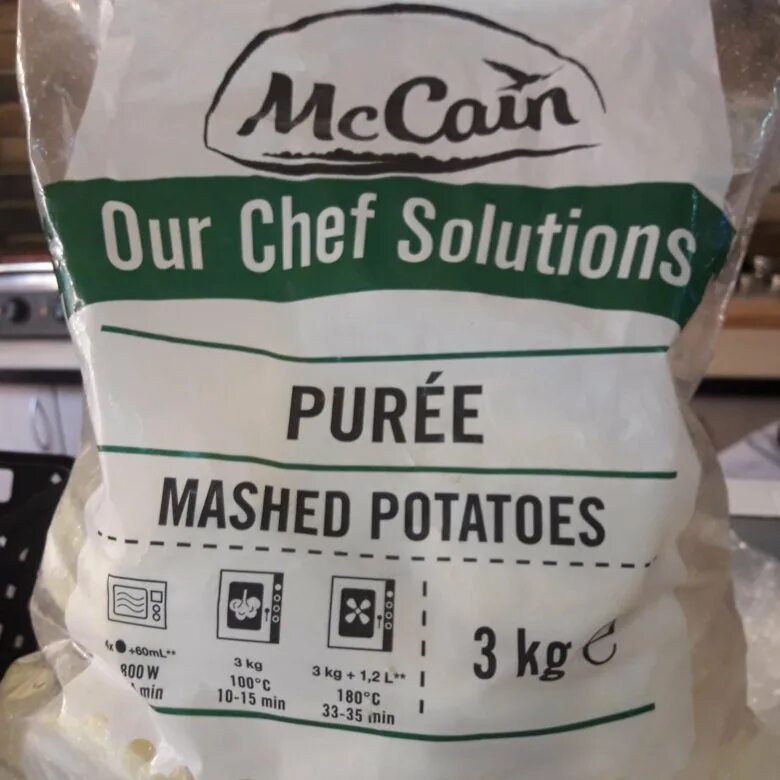 McCain
Our Chef Solutions
PURÉE
MASHED POTATOES
+60mL**
800 W
min
3 kg
100°C
10-15 min
3 kg + 1,2 L**
180°C
33-35 min
3 kg e